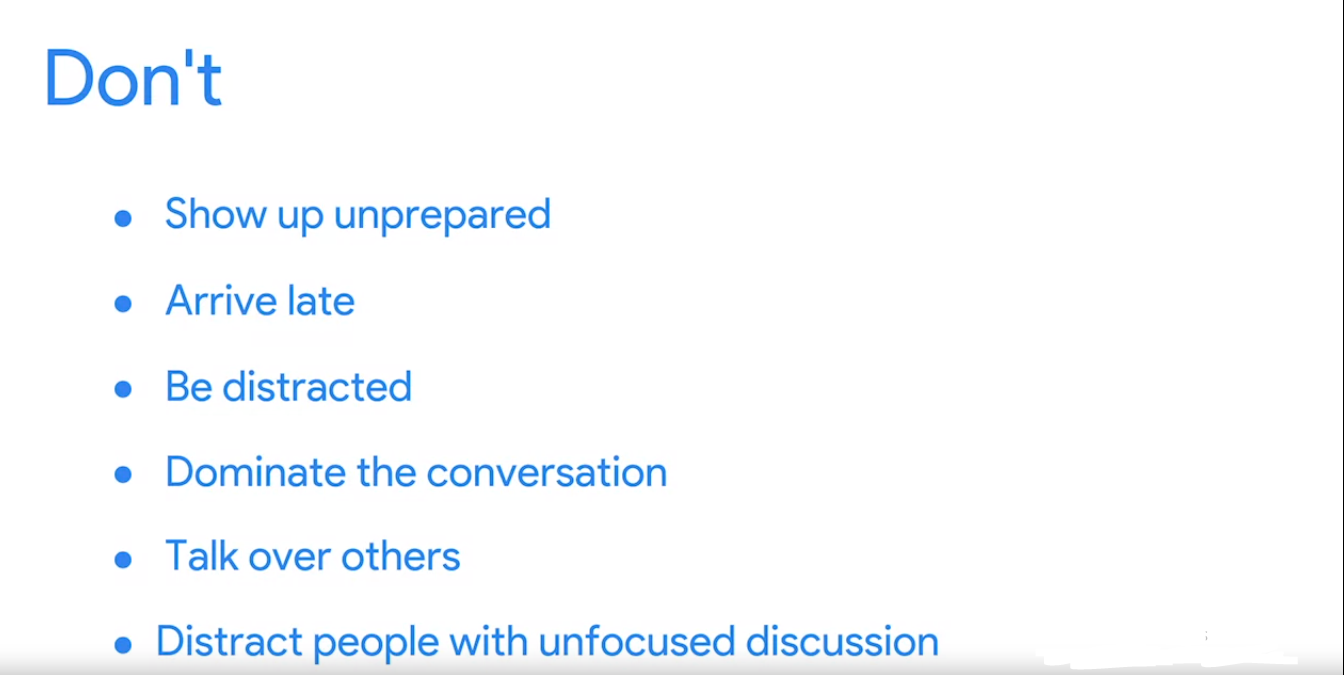 Don't
• Show up unprepared
• Arrive late
• Be distracted
• Dominate the conversation
• Talk over others
• Distract people with unfocused discussion